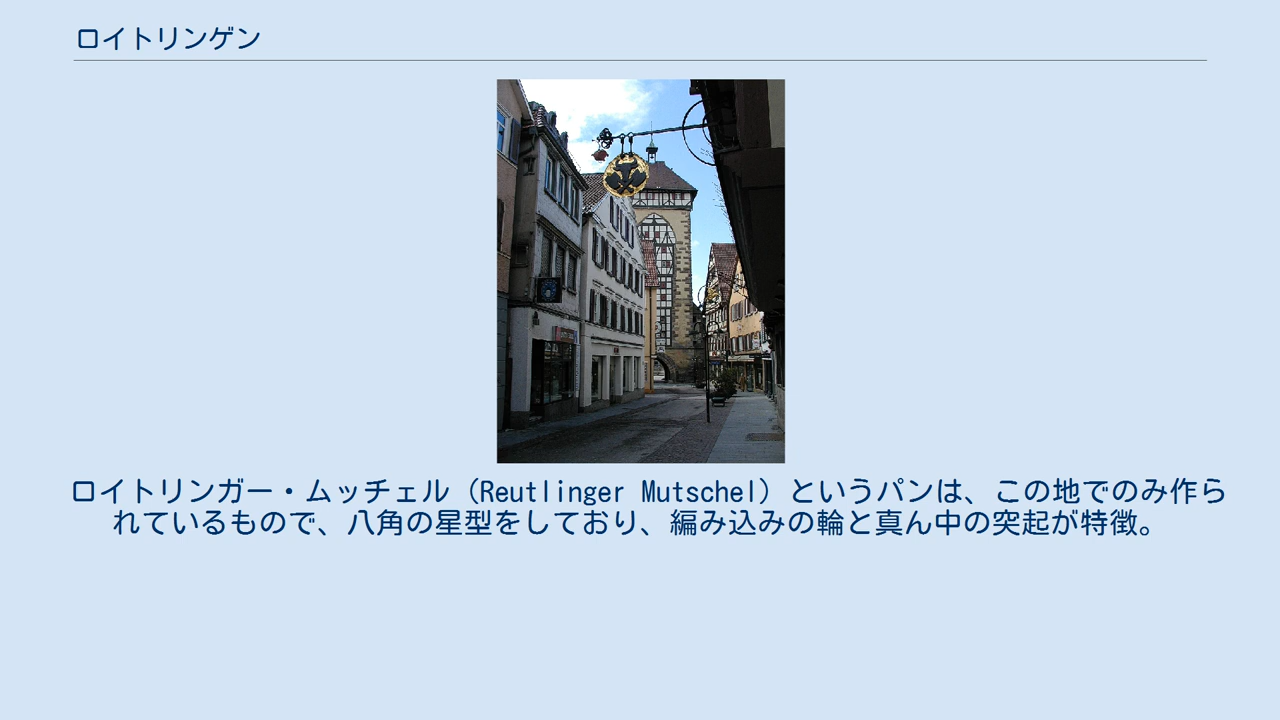 ロイトリンゲン
ロイトリンガー・ムッチェル（Reutlinger Mutschel）というパンは、この地でのみ作ら
れているもので、八角の星型をしており、編み込みの輪と真ん中の突起が特徴。